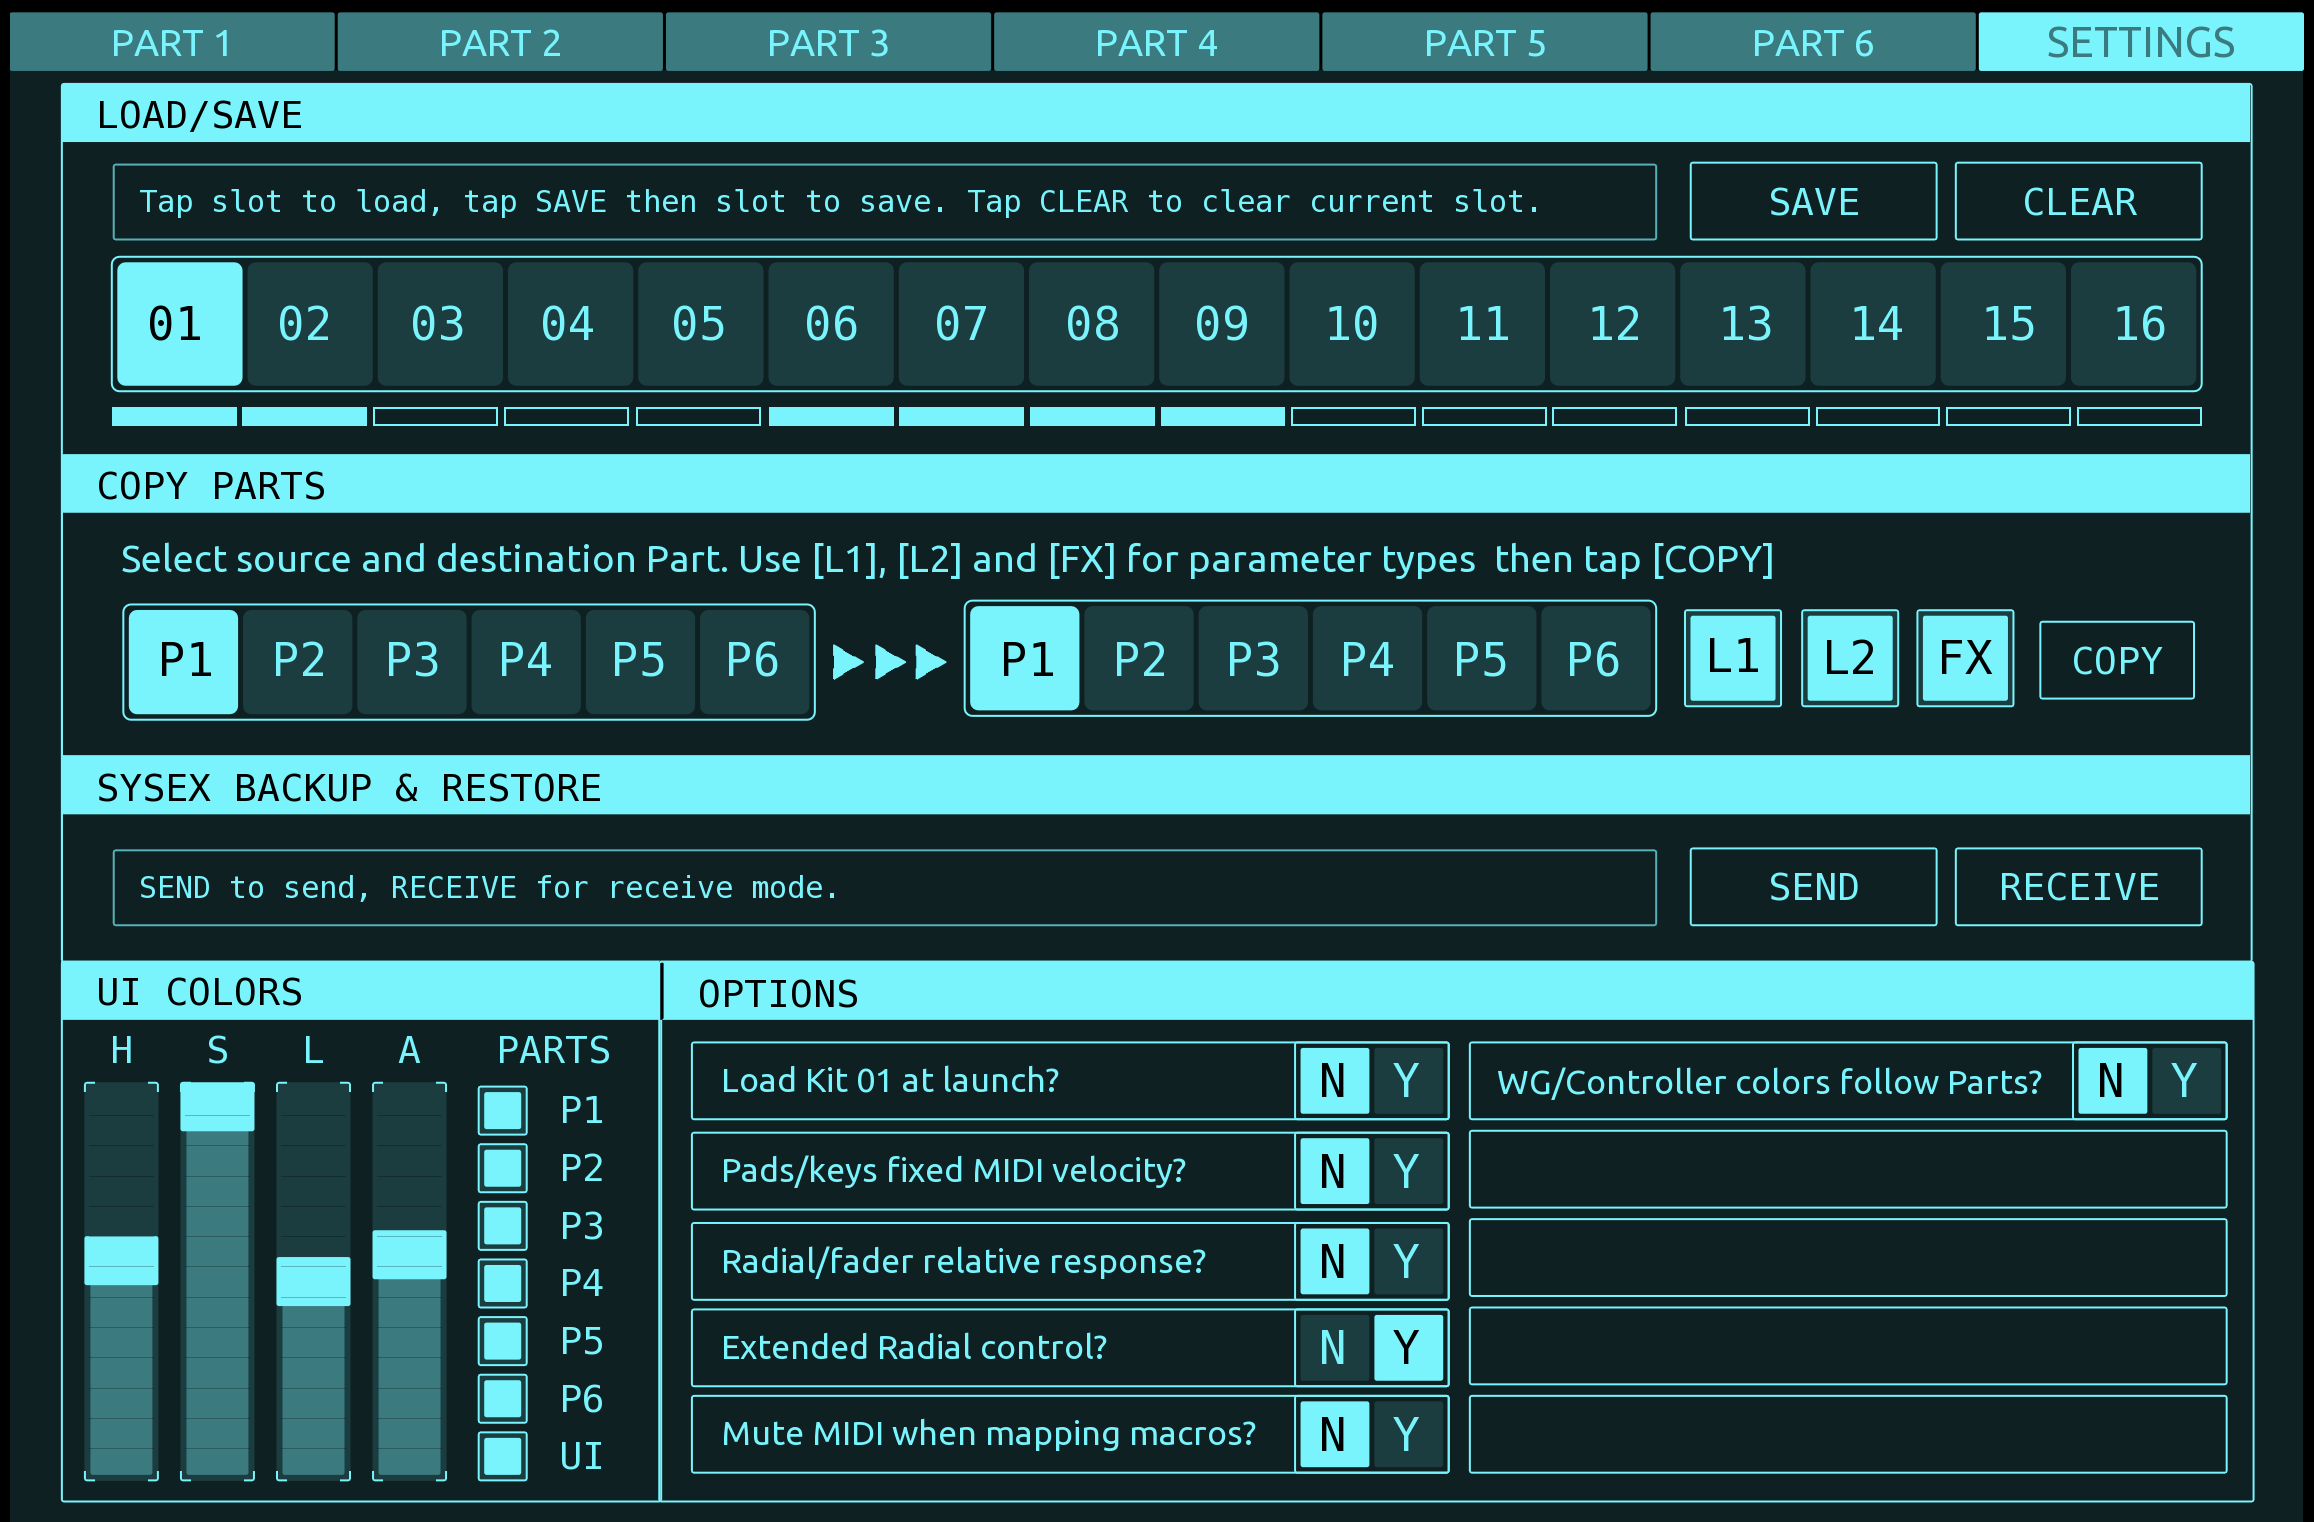 PART 1 PART 2 PART 3 PART 4 PART 5 PART 6 SETTINGS
LOAD/SAVE
Tap slot to load, tap SAVE then slot to save. Tap CLEAR to clear current slot. SAVE CLEAR
01 02 03 04 05 06 07 08 09 10 11 12 13 14 15 16
COPY PARTS
Select source and destination Part. Use [L1], [L2] and [FX] for parameter types then tap [COPY]
P1 P2 P3 P4 P5 P6 P1 P2 P3 P4 P5 P6 L1 L2 FX COPY
SYSEX BACKUP & RESTORE
SEND to send, RECEIVE for receive mode. SEND RECEIVE
UI COLORS
H S L A PARTS
P1
P2
P3
P4
P5
P6
UI
OPTIONS
Load Kit 01 at launch? N Y
Pads/keys fixed MIDI velocity? N Y
Radial/fader relative response? N Y
Extended Radial control? N Y
Mute MIDI when mapping macros? N Y
WG/Controller colors follow Parts? N Y